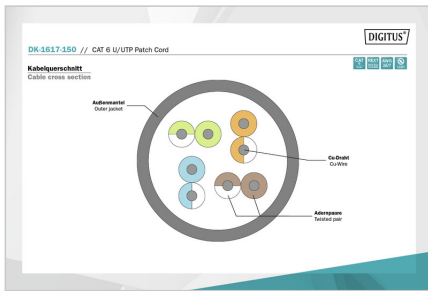 DIGITUS®
DK-1617-150 // CAT 6 U/UTP Patch Cord
Kabelquerschnitt
Cable cross section
Außenmantel
Outer jacket
Cu-Draht
Cu-Wire
Adernpaare
Twisted pair